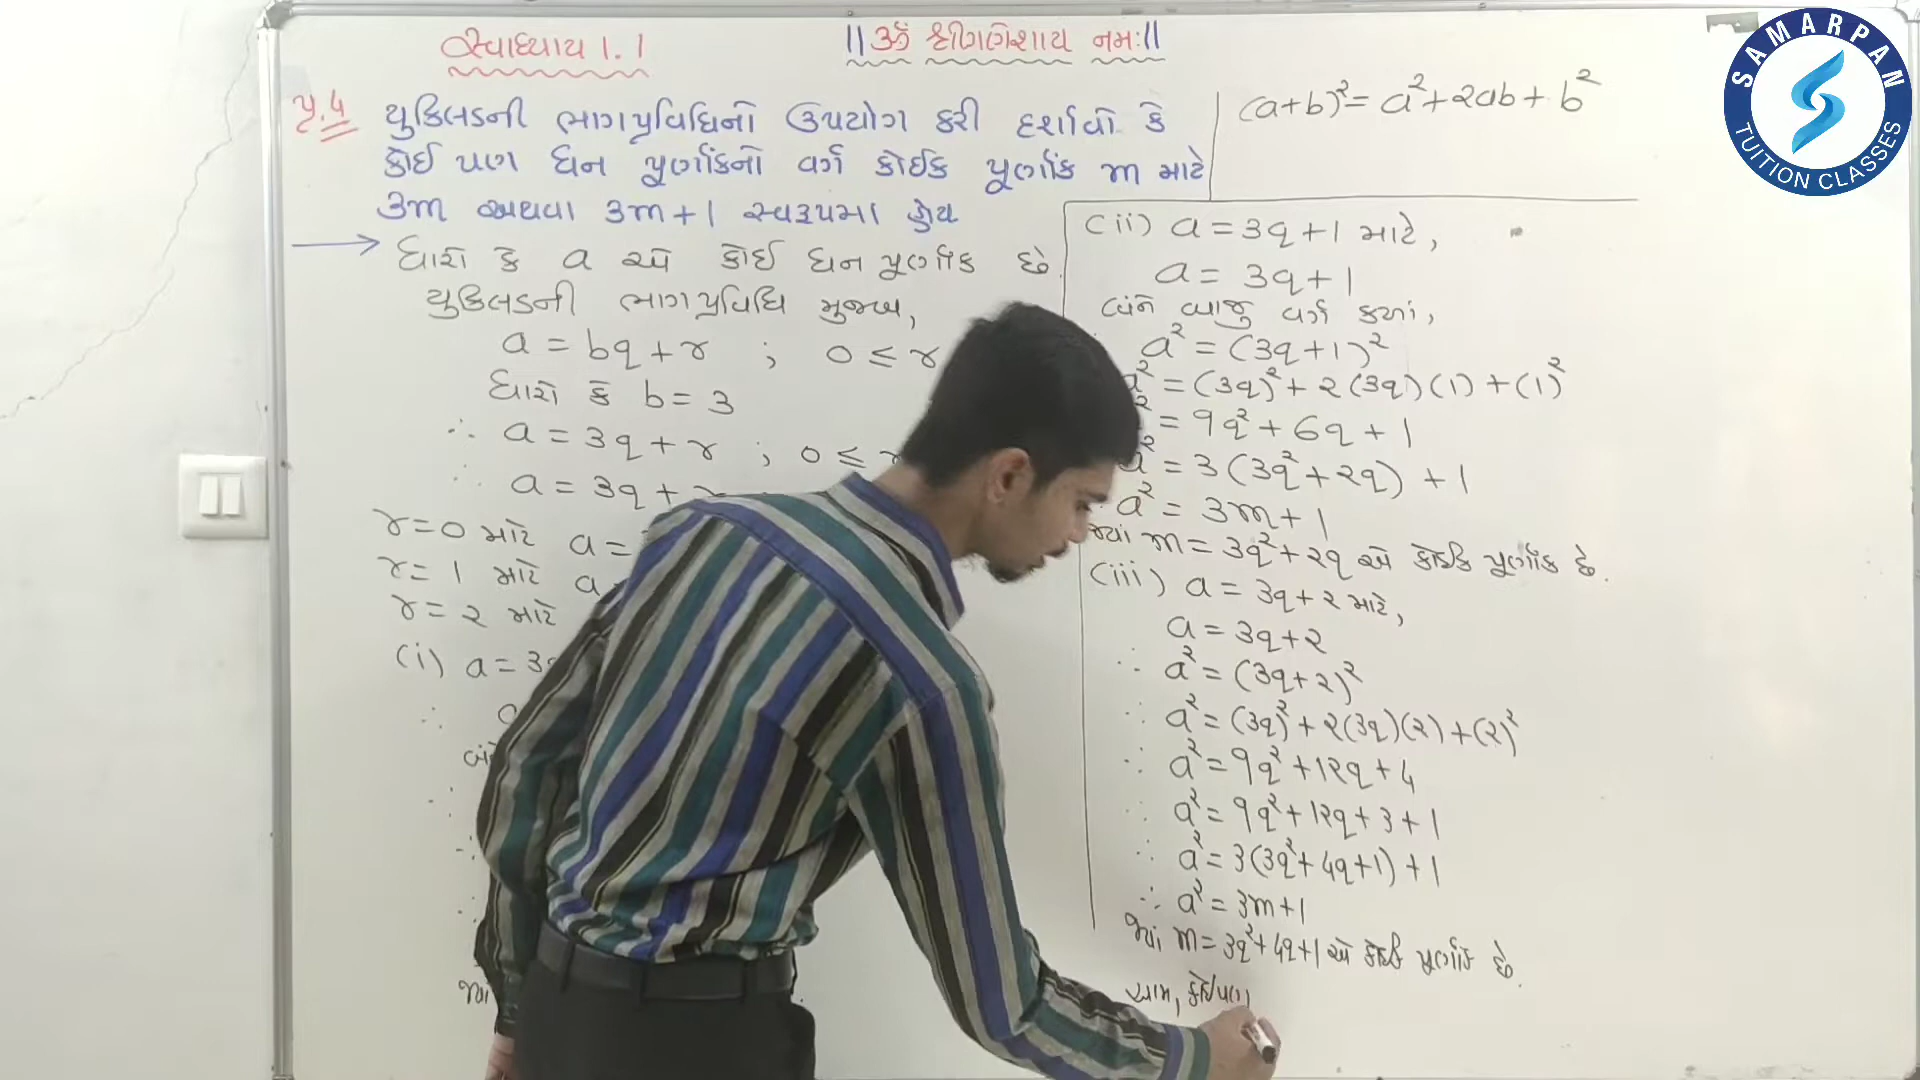 સ્વાધ્યાય 1.1
||ૐ શ્રીગણેશાય નમઃ||
પ્ર.4 યુક્લિડની ભાગપ્રવિધિનો ઉપયોગ કરી દર્શાવો કે
કોઈ પણ ધન પૂર્ણાંકનો વર્ગ કોઈક પૂર્ણાંક m માટે
3m અથવા 3m+1 સ્વરૂપમાં હોય
(a+b)²= a²+2ab+b²
→ ધારો કે a એ કોઈ ધન પૂર્ણાંક છે.
યુક્લિડની ભાગપ્રવિધિ મુજબ,
a = bq+r ; 0 ≤ r
ધારો કે b = 3
∴ a = 3q+r ; 0 ≤
∴ a = 3q+
r=0 માટે a =
r= 1 માટે a
r= 2 માટે
(i) a = 3q
∴
∴
જ્યાં
(ii) a = 3q+1 માટે,
a = 3q+1
બંને બાજુ વર્ગ કરતાં,
a² = (3q+1)²
a² = (3q)²+2(3q)(1)+(1)²
= 9q²+6q+1
a² = 3(3q²+2q)+1
a² = 3m+1
જ્યાં m = 3q²+2q એ કોઈક પૂર્ણાંક છે.
(iii) a = 3q+2 માટે,
a = 3q+2
∴ a² = (3q+2)²
∴ a² = (3q)²+2(3q)(2)+(2)²
∴ a² = 9q²+12q+4
∴ a² = 9q²+12q+3+1
∴ a² = 3(3q²+4q+1)+1
∴ a² = 3m+1
જ્યાં m = 3q²+4q+1 એ કોઈક પૂર્ણાંક છે.
આમ, કોઈપણ
SAMARPAN
TUITION CLASSES